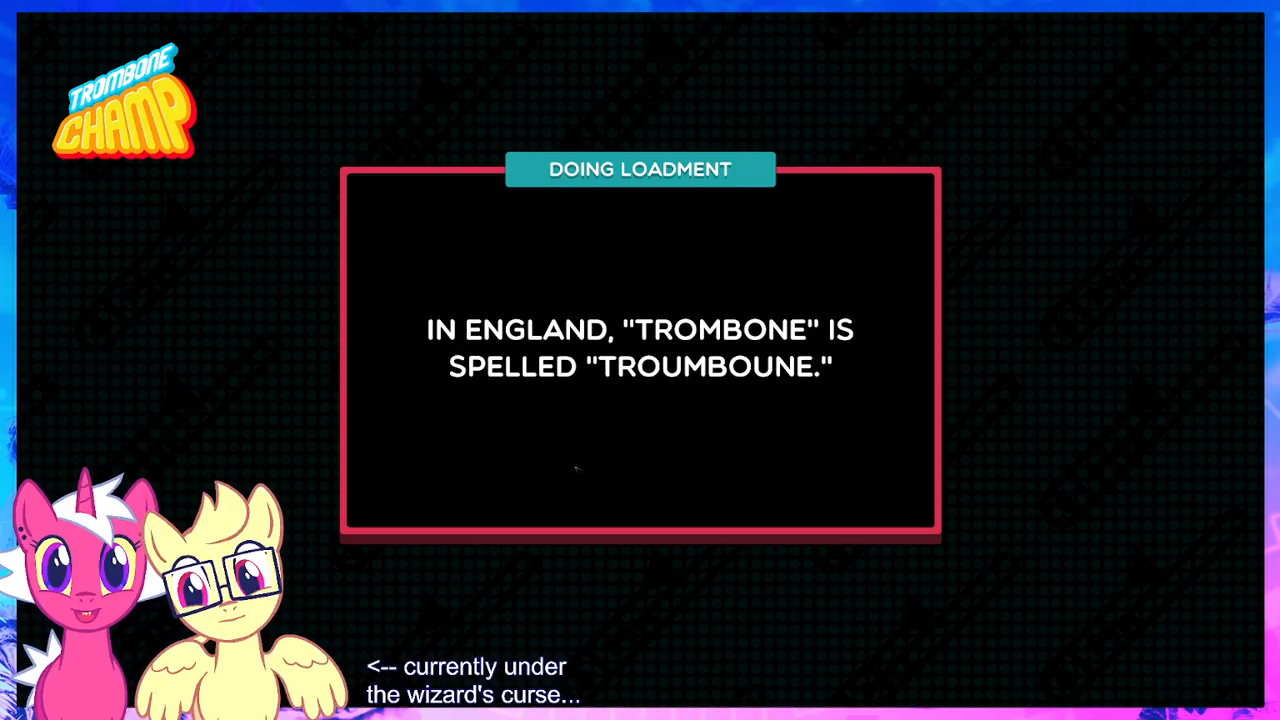 TROMBONE
CHAMP
DOING LOADMENT
IN ENGLAND, "TROMBONE" IS
SPELLED "TROUMBOUNE."
<-- currently under
the wizard's curse...